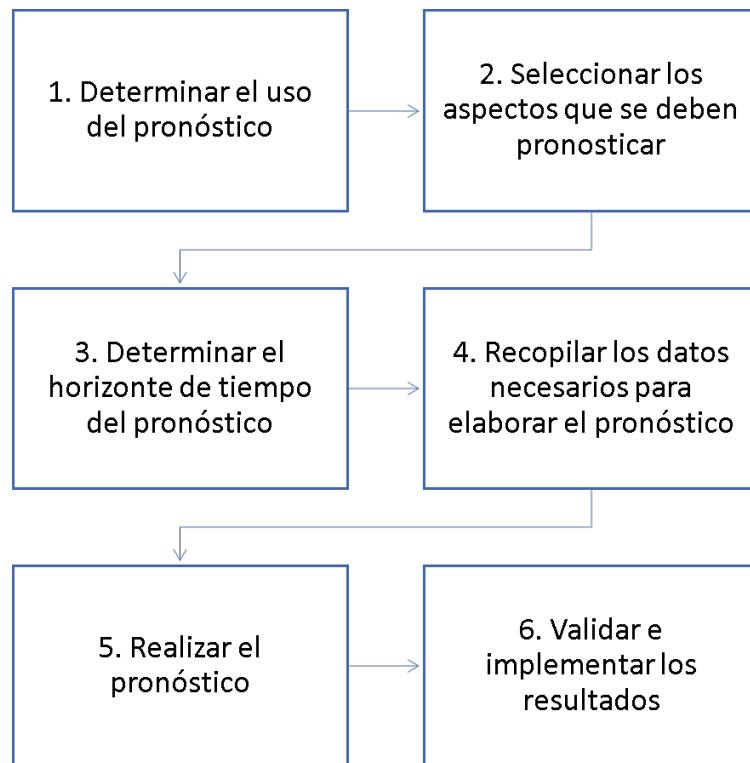 1. Determinar el uso
del pronóstico
2. Seleccionar los
aspectos que se deben
pronosticar
3. Determinar el
horizonte de tiempo
del pronóstico
4. Recopilar los datos
necesarios para
elaborar el pronóstico
5. Realizar el
pronóstico
6. Validar e
implementar los
resultados